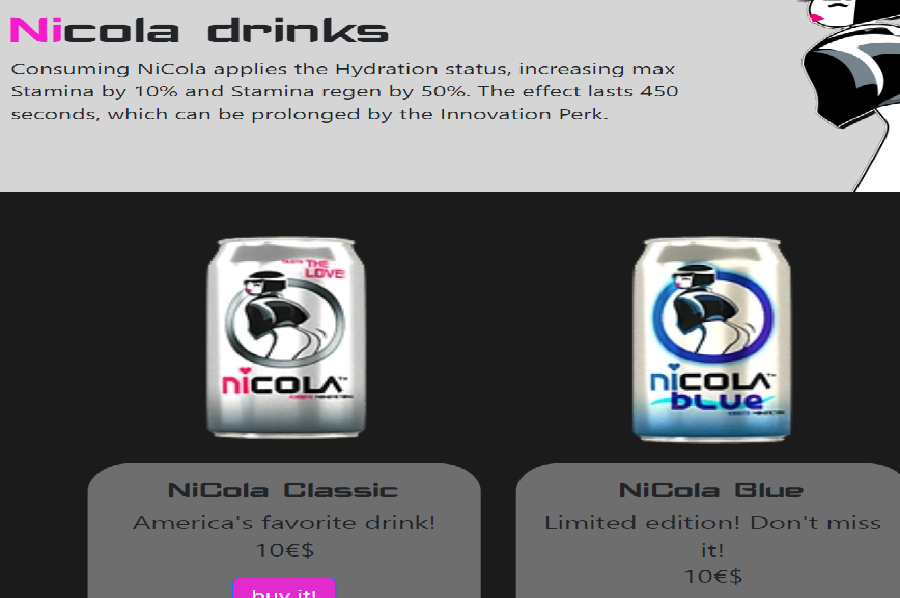 Nicola drinks
Consuming NiCola applies the Hydration status, increasing max
Stamina by 10% and Stamina regen by 50%. The effect lasts 450
seconds, which can be prolonged by the Innovation Perk.
THE
LOVE!
niCOLA™
niCOLA™
blue
NiCola Classic
America's favorite drink!
10€$
buy it!
NiCola Blue
Limited edition! Don't miss
it!
10€$